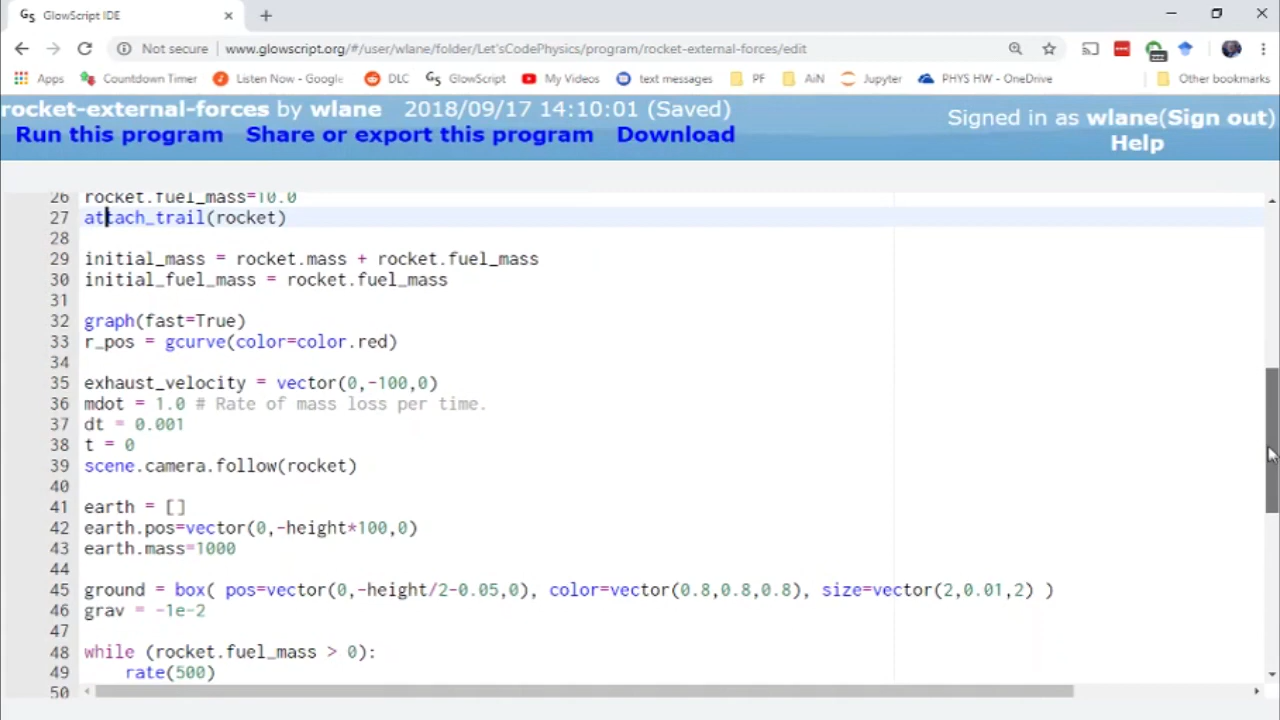 GlowScript IDE
Not secure | www.glowscript.org/#/user/wlane/folder/Let'sCodePhysics/program/rocket-external-forces/edit
Apps Countdown Timer Listen Now - Google DLC GlowScript My Videos text messages PF AiN Jupyter PHYS HW - OneDrive Other bookmarks
rocket-external-forces by wlane 2018/09/17 14:10:01 (Saved)
Signed in as wlane(Sign out)
Run this program Share or export this program Download
Help
26 rocket.fuel_mass=10.0
27 attach_trail(rocket)
28
29 initial_mass = rocket.mass + rocket.fuel_mass
30 initial_fuel_mass = rocket.fuel_mass
31
32 graph(fast=True)
33 r_pos = gcurve(color=color.red)
34
35 exhaust_velocity = vector(0,-100,0)
36 mdot = 1.0 # Rate of mass loss per time.
37 dt = 0.001
38 t = 0
39 scene.camera.follow(rocket)
40
41 earth = []
42 earth.pos=vector(0,-height*100,0)
43 earth.mass=1000
44
45 ground = box( pos=vector(0,-height/2-0.05,0), color=vector(0.8,0.8,0.8), size=vector(2,0.01,2) )
46 grav = -1e-2
47
48 while (rocket.fuel_mass > 0):
49 rate(500)
50